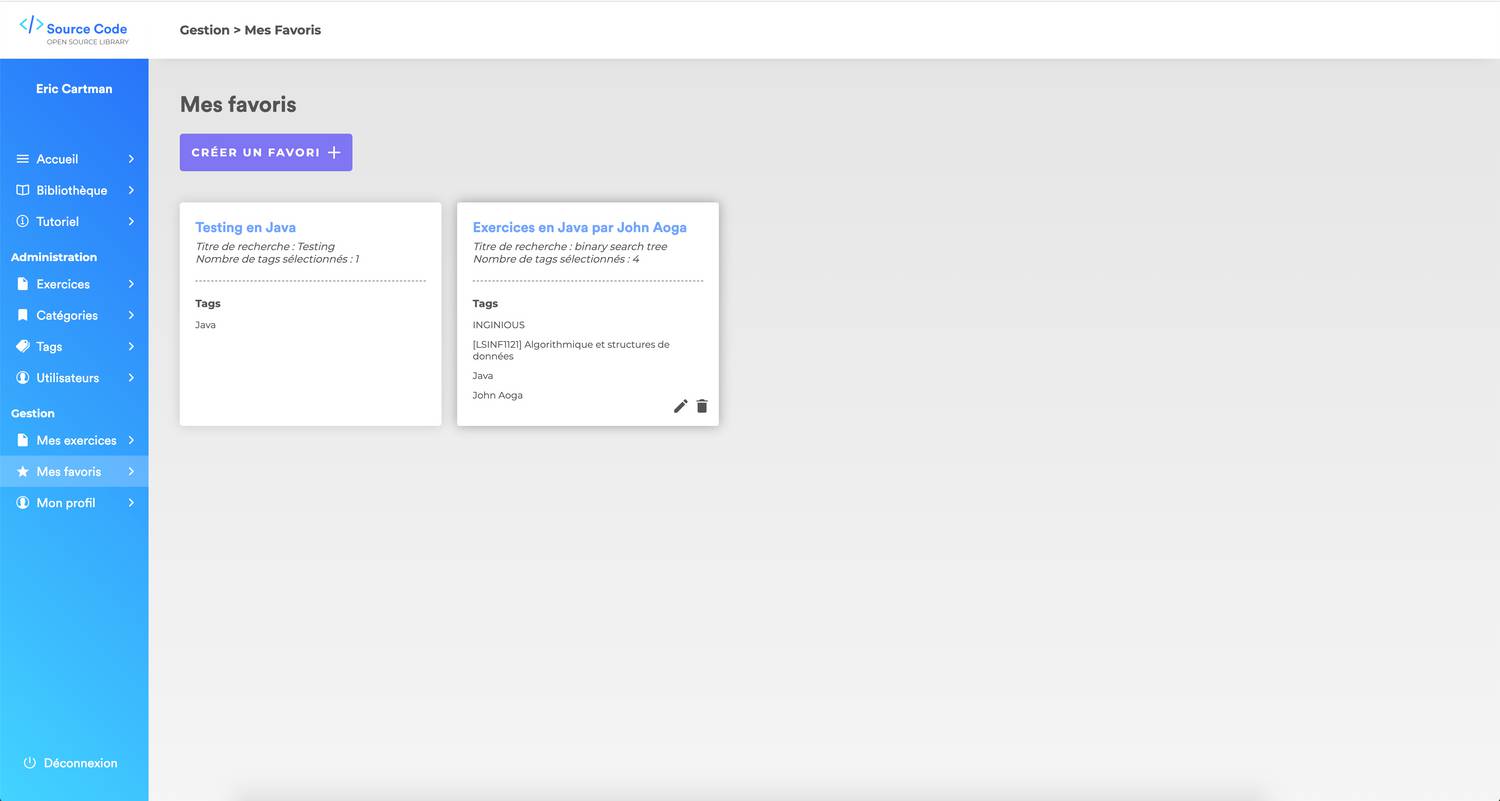 Source Code
OPEN SOURCE LIBRARY
Gestion > Mes Favoris
Eric Cartman
Accueil
Bibliothèque
Tutoriel
Administration
Exercices
Catégories
Tags
Utilisateurs
Gestion
Mes exercices
Mes favoris
Mon profil
Déconnexion
Mes favoris
CRÉER UN FAVORI
Testing en Java
Titre de recherche : Testing
Nombre de tags sélectionnés : 1
Tags
Java
Exercices en Java par John Aoga
Titre de recherche : binary search tree
Nombre de tags sélectionnés : 4
Tags
INGINIOUS
[LSINF1121] Algorithmique et structures de
données
Java
John Aoga